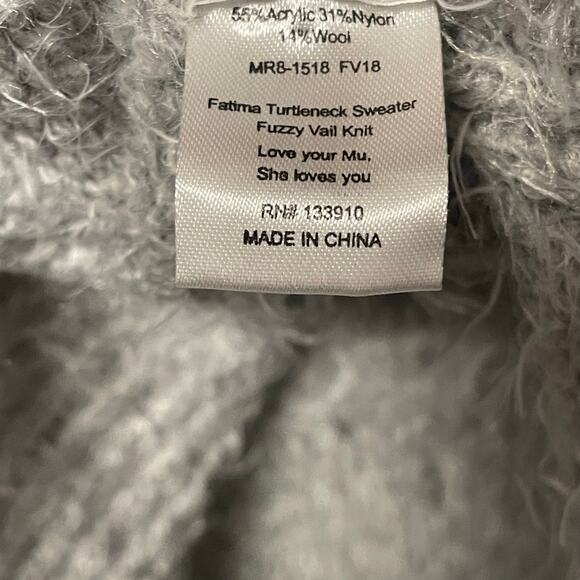 55%Acrylic 31%Nylon
14%Wool
MR8-1518 FV18
Fatima Turtleneck Sweater
Fuzzy Vail Knit
Love your Mu,
She loves you
RN# 133910
MADE IN CHINA